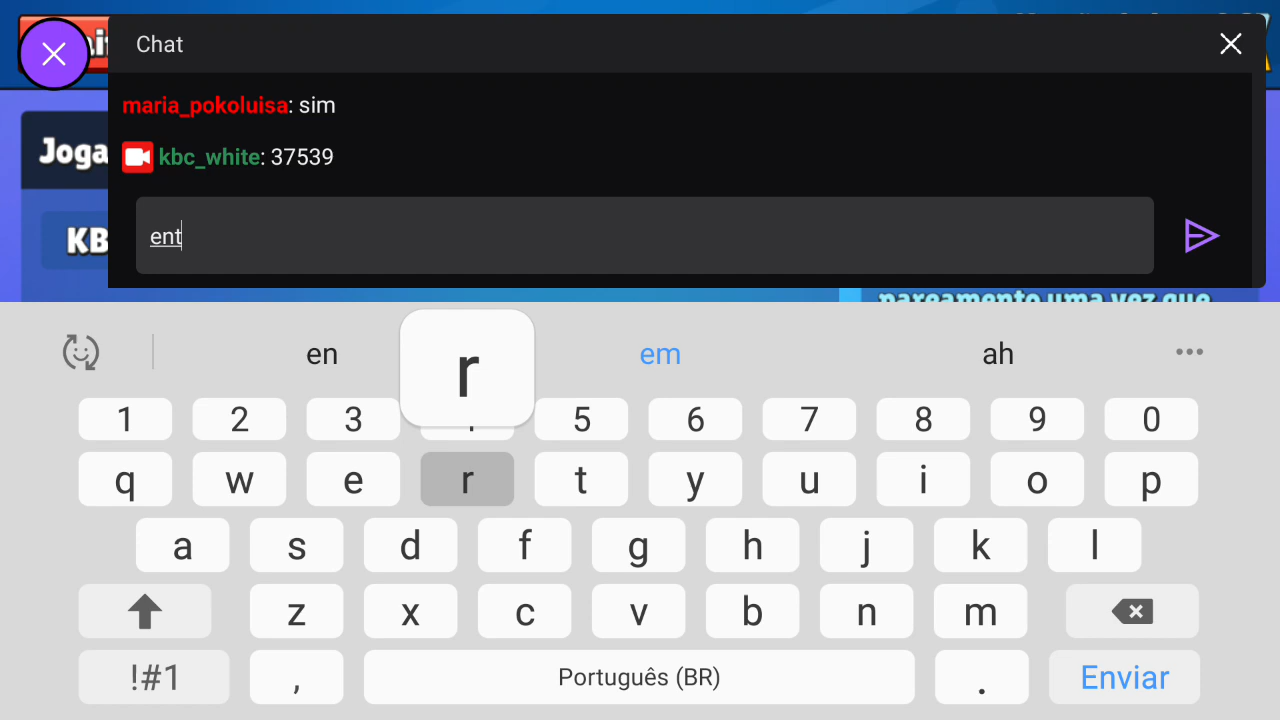 Chat
maria_pokoluisa: sim
kbc_white: 37539
Joga
KB
ent
pareamento uma vez que
en em ah
r
1 2 3 5 6 7 8 9 0
q w e r t y u i o p
a s d f g h j k l
z x c v b n m
!#1 , Português (BR) . Enviar